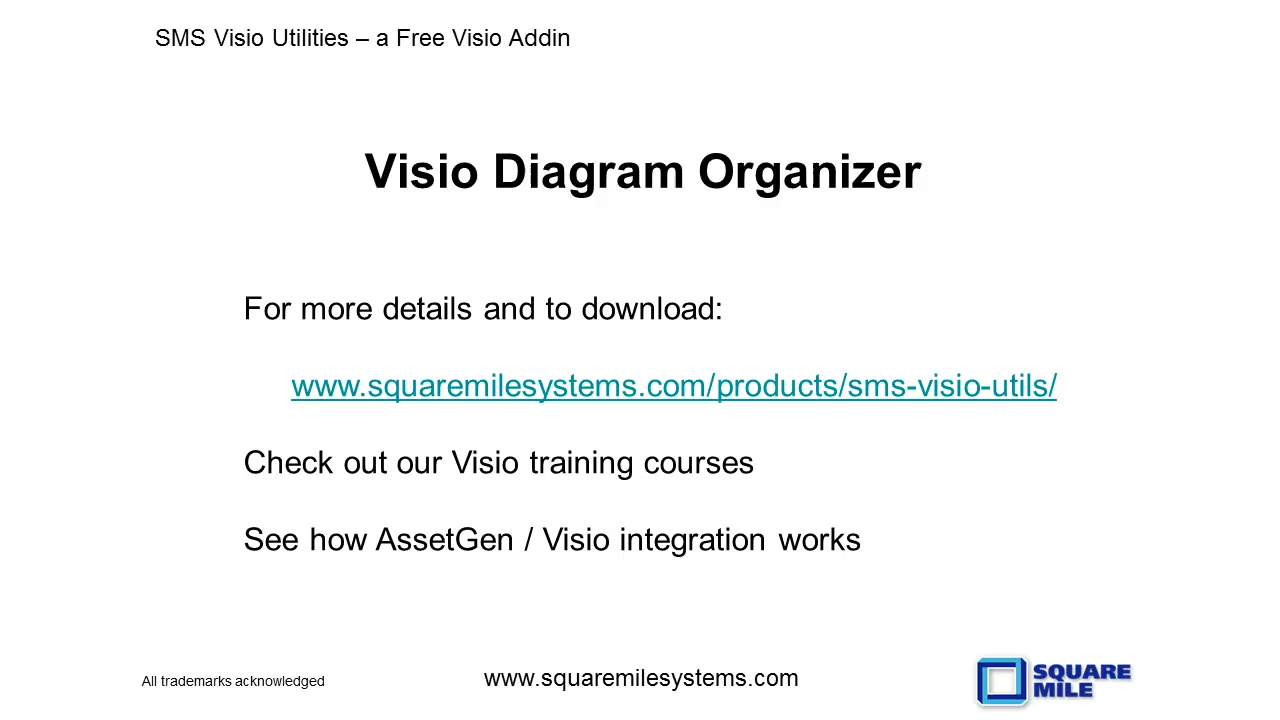 SMS Visio Utilities – a Free Visio Addin
Visio Diagram Organizer
For more details and to download:
www.squaremilesystems.com/products/sms-visio-utils/
Check out our Visio training courses
See how AssetGen / Visio integration works
All trademarks acknowledged
www.squaremilesystems.com
SQUARE
MILE